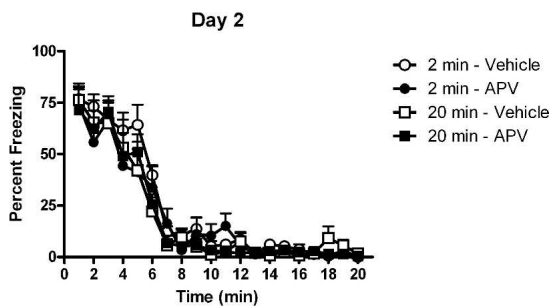 Day 2
Percent Freezing
100
75
50
25
0
0 2 4 6 8 10 12 14 16 18 20
Time (min)
2 min - Vehicle
2 min - APV
20 min - Vehicle
20 min - APV